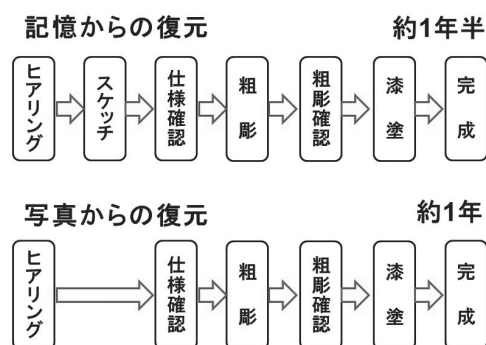 記憶からの復元 約1年半
ヒアリング
スケッチ
仕様確認
粗彫
粗彫確認
漆塗
完成
写真からの復元 約1年
ヒアリング
仕様確認
粗彫
粗彫確認
漆塗
完成